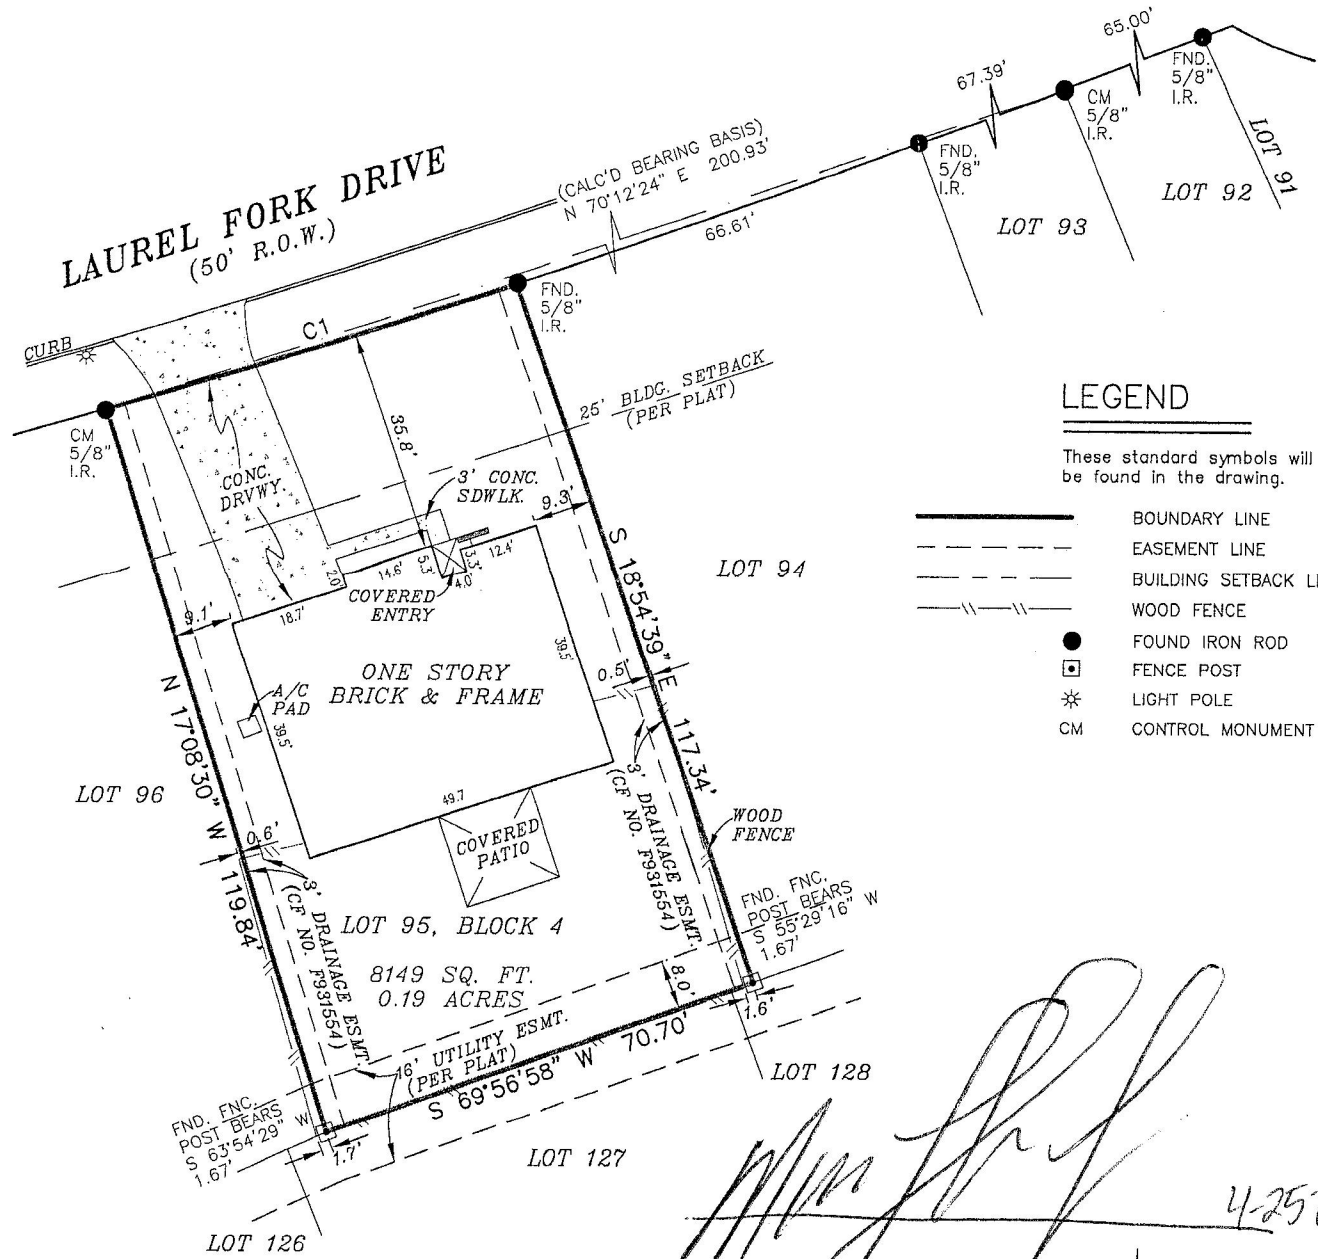 65.00'
FND.
5/8"
I.R.
67.39'
CM
5/8"
I.R.
LOT 91
(CALC'D BEARING BASIS)
N 70°12'24" E 200.93'
FND.
5/8"
I.R.
LOT 92
LAUREL FORK DRIVE
(50' R.O.W.)
66.61'
LOT 93
FND.
5/8"
I.R.
C1
CURB
25' BLDG. SETBACK
(PER PLAT)
35.8'
CM
5/8"
I.R.
CONC.
DRVWY.
3' CONC.
SDWLK.
9.3'
LEGEND
These standard symbols will
be found in the drawing.
BOUNDARY LINE
EASEMENT LINE
BUILDING SETBACK LI
WOOD FENCE
FOUND IRON ROD
FENCE POST
LIGHT POLE
CM CONTROL MONUMENT
S 18°54'39" E 117.34'
LOT 94
12.4'
3.3'
5.3'
4.0'
14.6'
2.0'
COVERED
ENTRY
18.7'
9.1'
39.5'
ONE STORY
BRICK & FRAME
0.5'
A/C
PAD
39.5'
N 17°08'30" W 119.84'
LOT 96
49.7
3' DRAINAGE ESMT.
(CF NO. F931554)
WOOD
FENCE
0.6'
COVERED
PATIO
3' DRAINAGE ESMT.
(CF NO. F931554)
LOT 95, BLOCK 4
8149 SQ. FT.
0.19 ACRES
FND. FNC.
POST BEARS
S 55°29'16" W
1.67'
8.0'
1.6'
16' UTILITY ESMT.
(PER PLAT)
S 69°56'58" W 70.70'
LOT 128
FND. FNC.
POST BEARS
S 63°54'29" W
1.67'
1.7'
LOT 127
LOT 126
4-25